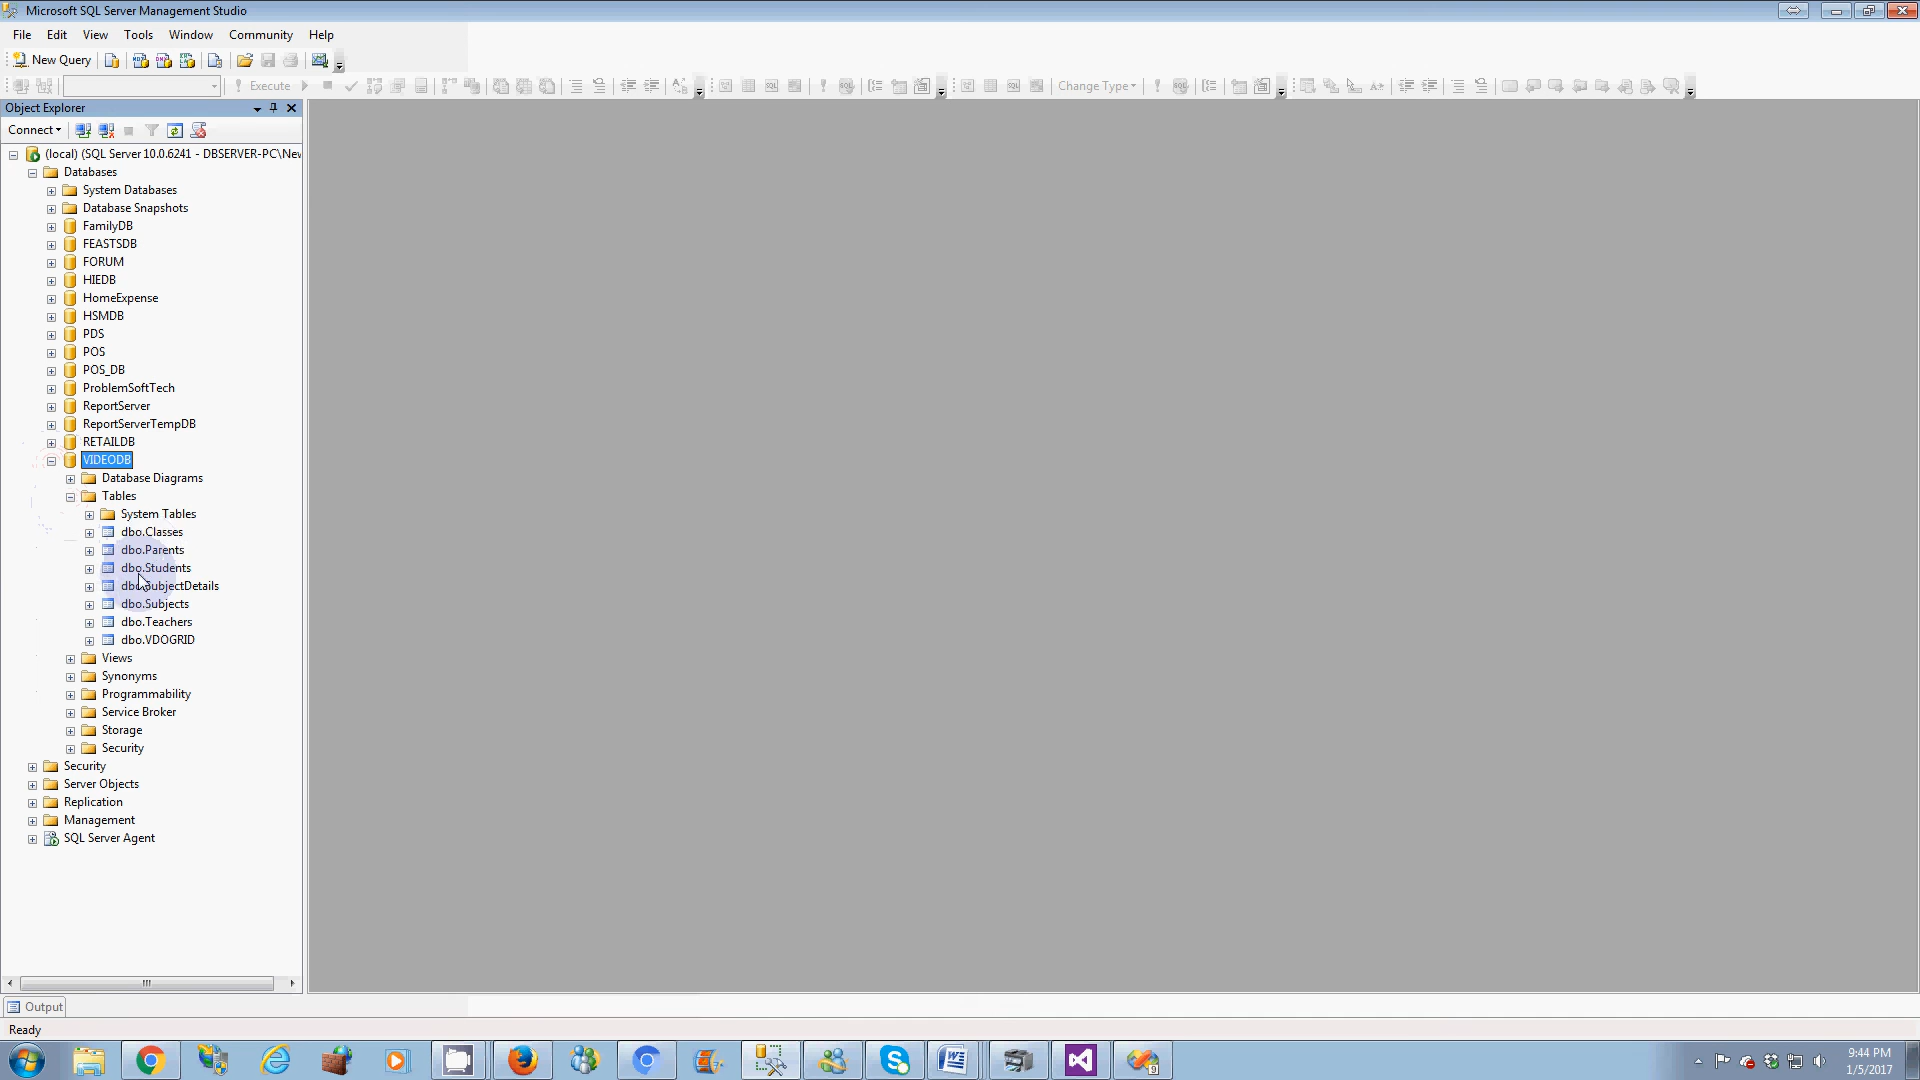 Microsoft SQL Server Management Studio
File Edit View Tools Window Community Help
New Query
Execute
Change Type
Object Explorer
Connect
(local) (SQL Server 10.0.6241 - DBSERVER-PC\Nev
Databases
System Databases
Database Snapshots
FamilyDB
FEASTSDB
FORUM
HIEDB
HomeExpense
HSMDB
PDS
POS
POS_DB
ProblemSoftTech
ReportServer
ReportServerTempDB
RETAILDB
VIDEODB
Database Diagrams
Tables
System Tables
dbo.Classes
dbo.Parents
dbo.Students
dbo.SubjectDetails
dbo.Subjects
dbo.Teachers
dbo.VDOGRID
Views
Synonyms
Programmability
Service Broker
Storage
Security
Security
Server Objects
Replication
Management
SQL Server Agent
Output
Ready
9:44 PM
1/5/2017